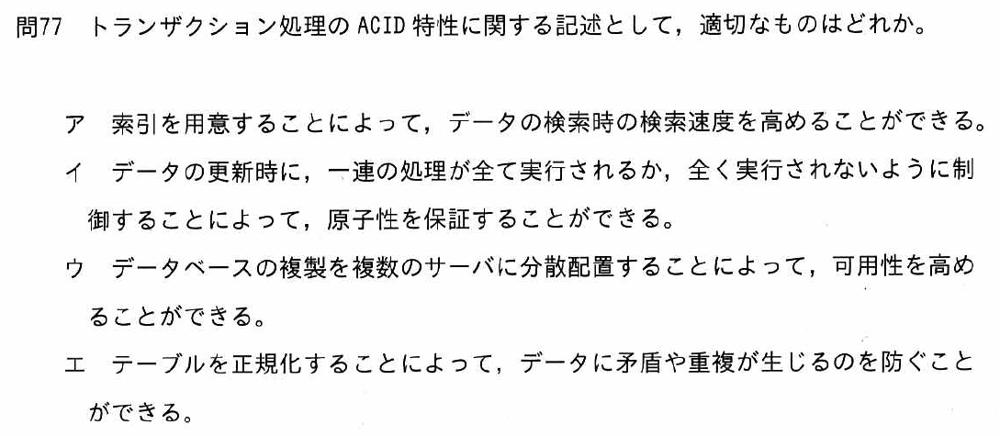 問77　トランザクション処理の ACID 特性に関する記述として，適切なものはどれか。
ア　索引を用意することによって，データの検索時の検索速度を高めることができる。
イ　データの更新時に，一連の処理が全て実行されるか，全く実行されないように制
御することによって，原子性を保証することができる。
ウ　データベースの複製を複数のサーバに分散配置することによって，可用性を高め
ることができる。
エ　テーブルを正規化することによって，データに矛盾や重複が生じるのを防ぐこと
ができる。